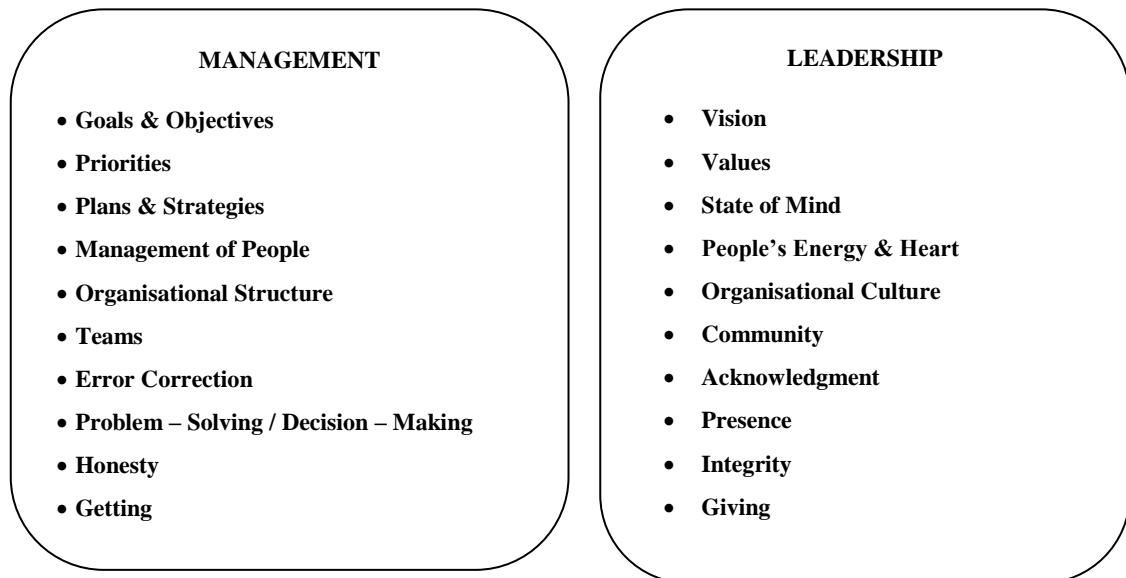 MANAGEMENT
• Goals & Objectives
• Priorities
• Plans & Strategies
• Management of People
• Organisational Structure
• Teams
• Error Correction
• Problem – Solving / Decision – Making
• Honesty
• Getting
LEADERSHIP
• Vision
• Values
• State of Mind
• People’s Energy & Heart
• Organisational Culture
• Community
• Acknowledgment
• Presence
• Integrity
• Giving